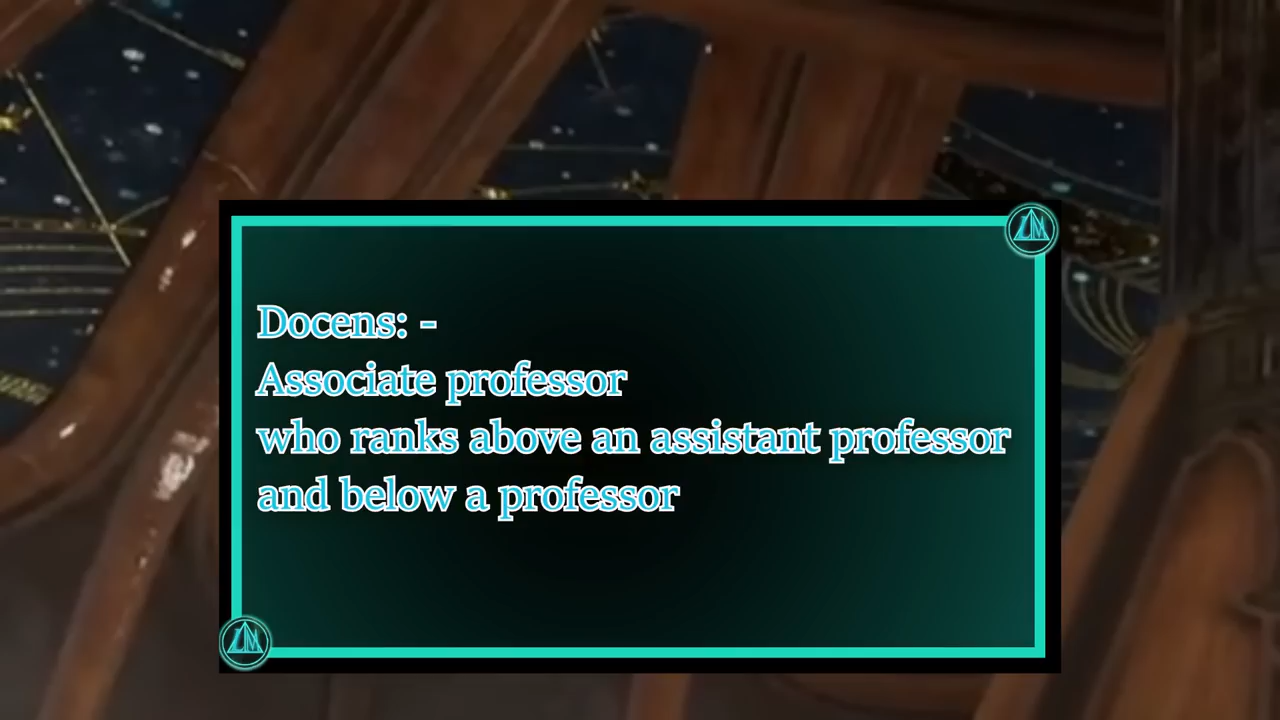 Docens: -
Associate professor
who ranks above an assistant professor
and below a professor